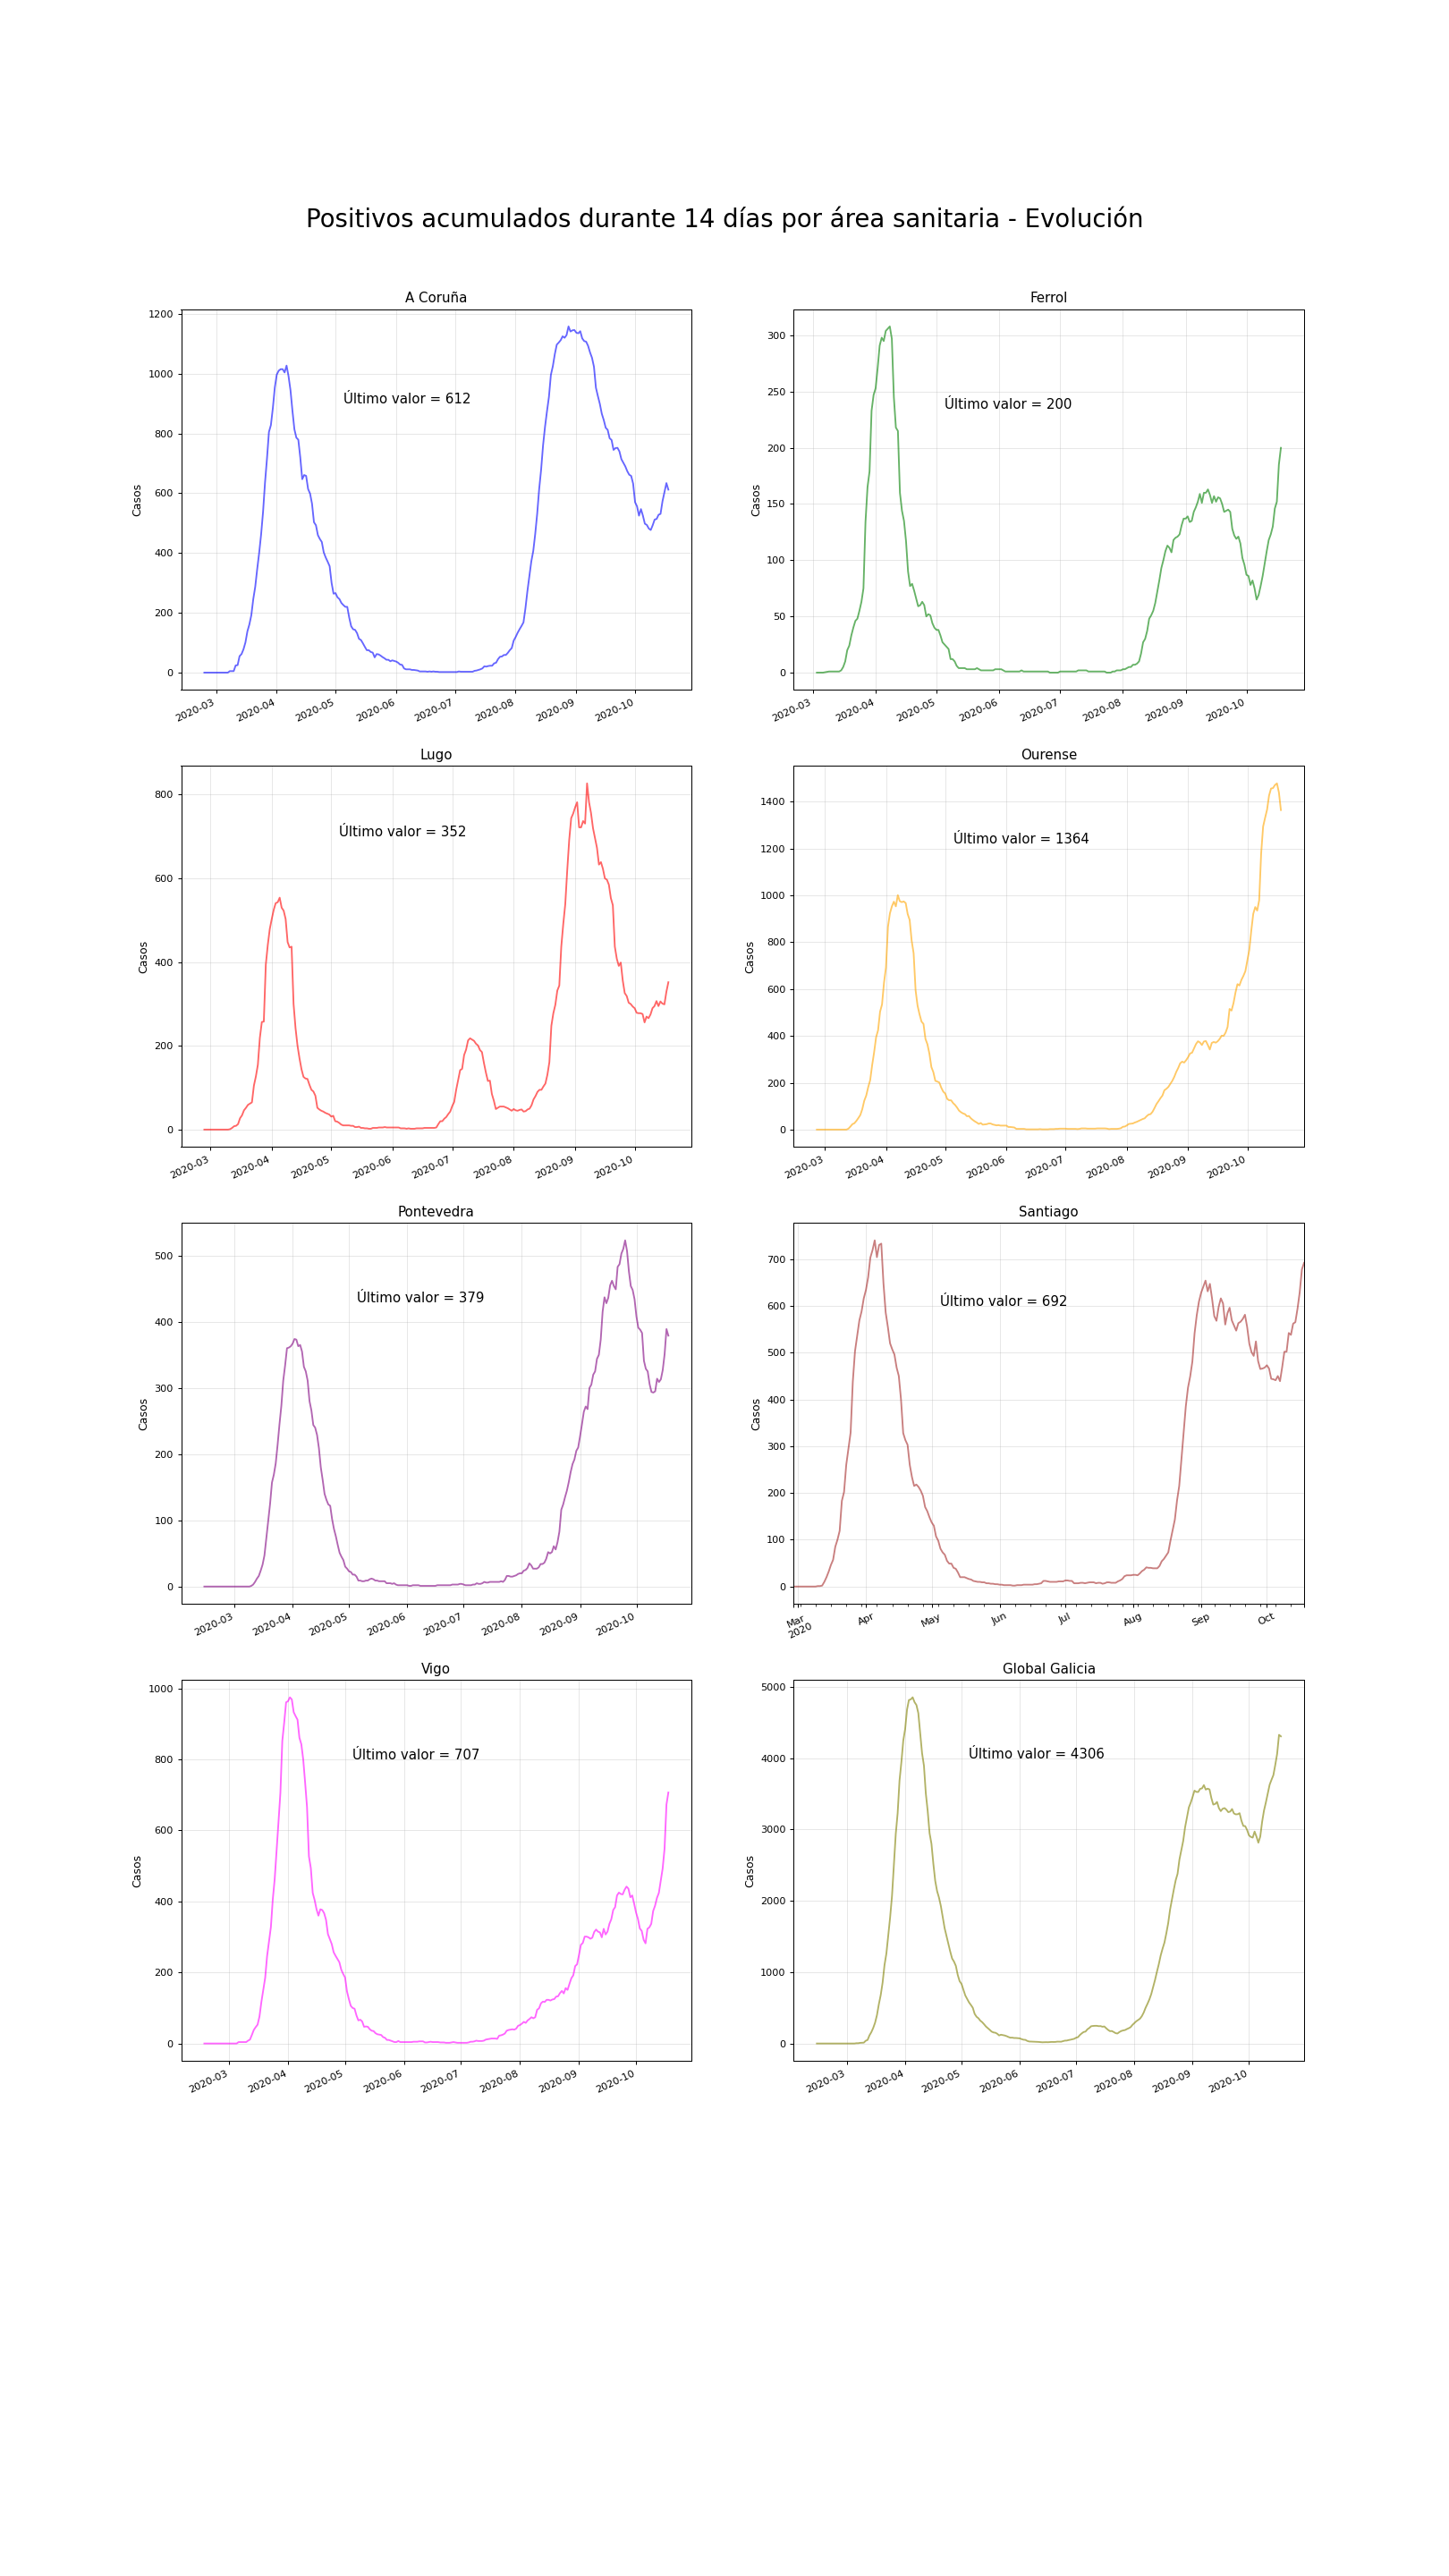 Positivos acumulados durante 14 días por área sanitaria - Evolución
A Coruña
1200
1000
800
600
400
200
0
Casos
Último valor = 612
2020-03 2020-04 2020-05 2020-06 2020-07 2020-08 2020-09 2020-10
Ferrol
300
250
200
150
100
50
0
Casos
Último valor = 200
2020-03 2020-04 2020-05 2020-06 2020-07 2020-08 2020-09 2020-10
Lugo
800
600
400
200
0
Casos
Último valor = 352
2020-03 2020-04 2020-05 2020-06 2020-07 2020-08 2020-09 2020-10
Ourense
1400
1200
1000
800
600
400
200
0
Casos
Último valor = 1364
2020-03 2020-04 2020-05 2020-06 2020-07 2020-08 2020-09 2020-10
Pontevedra
500
400
300
200
100
0
Casos
Último valor = 379
2020-03 2020-04 2020-05 2020-06 2020-07 2020-08 2020-09 2020-10
Santiago
700
600
500
400
300
200
100
0
Casos
Último valor = 692
Mar Apr May Jun Jul Aug Sep Oct
2020
Vigo
1000
800
600
400
200
0
Casos
Último valor = 707
2020-03 2020-04 2020-05 2020-06 2020-07 2020-08 2020-09 2020-10
Global Galicia
5000
4000
3000
2000
1000
0
Casos
Último valor = 4306
2020-03 2020-04 2020-05 2020-06 2020-07 2020-08 2020-09 2020-10